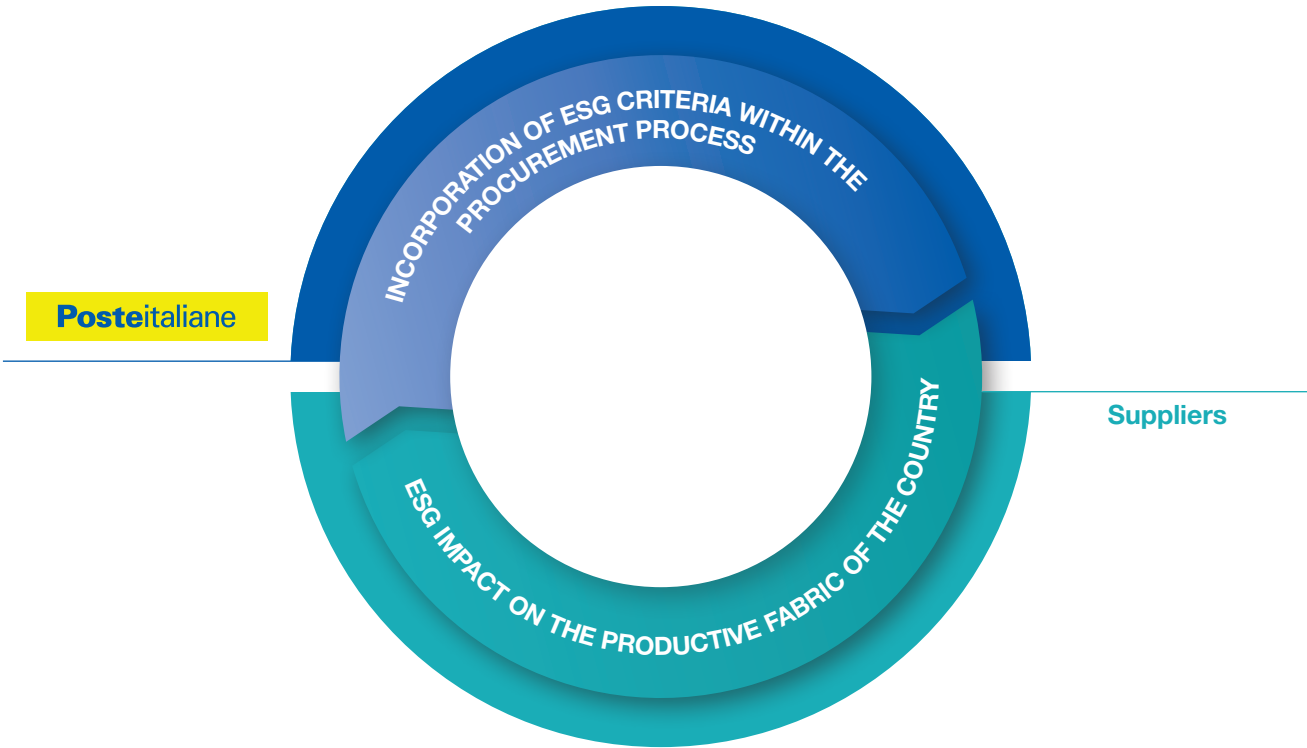 INCORPORATION OF ESG CRITERIA WITHIN THE
PROCUREMENT PROCESS
Posteitaliane
Suppliers
ESG IMPACT ON THE PRODUCTIVE FABRIC OF THE COUNTRY